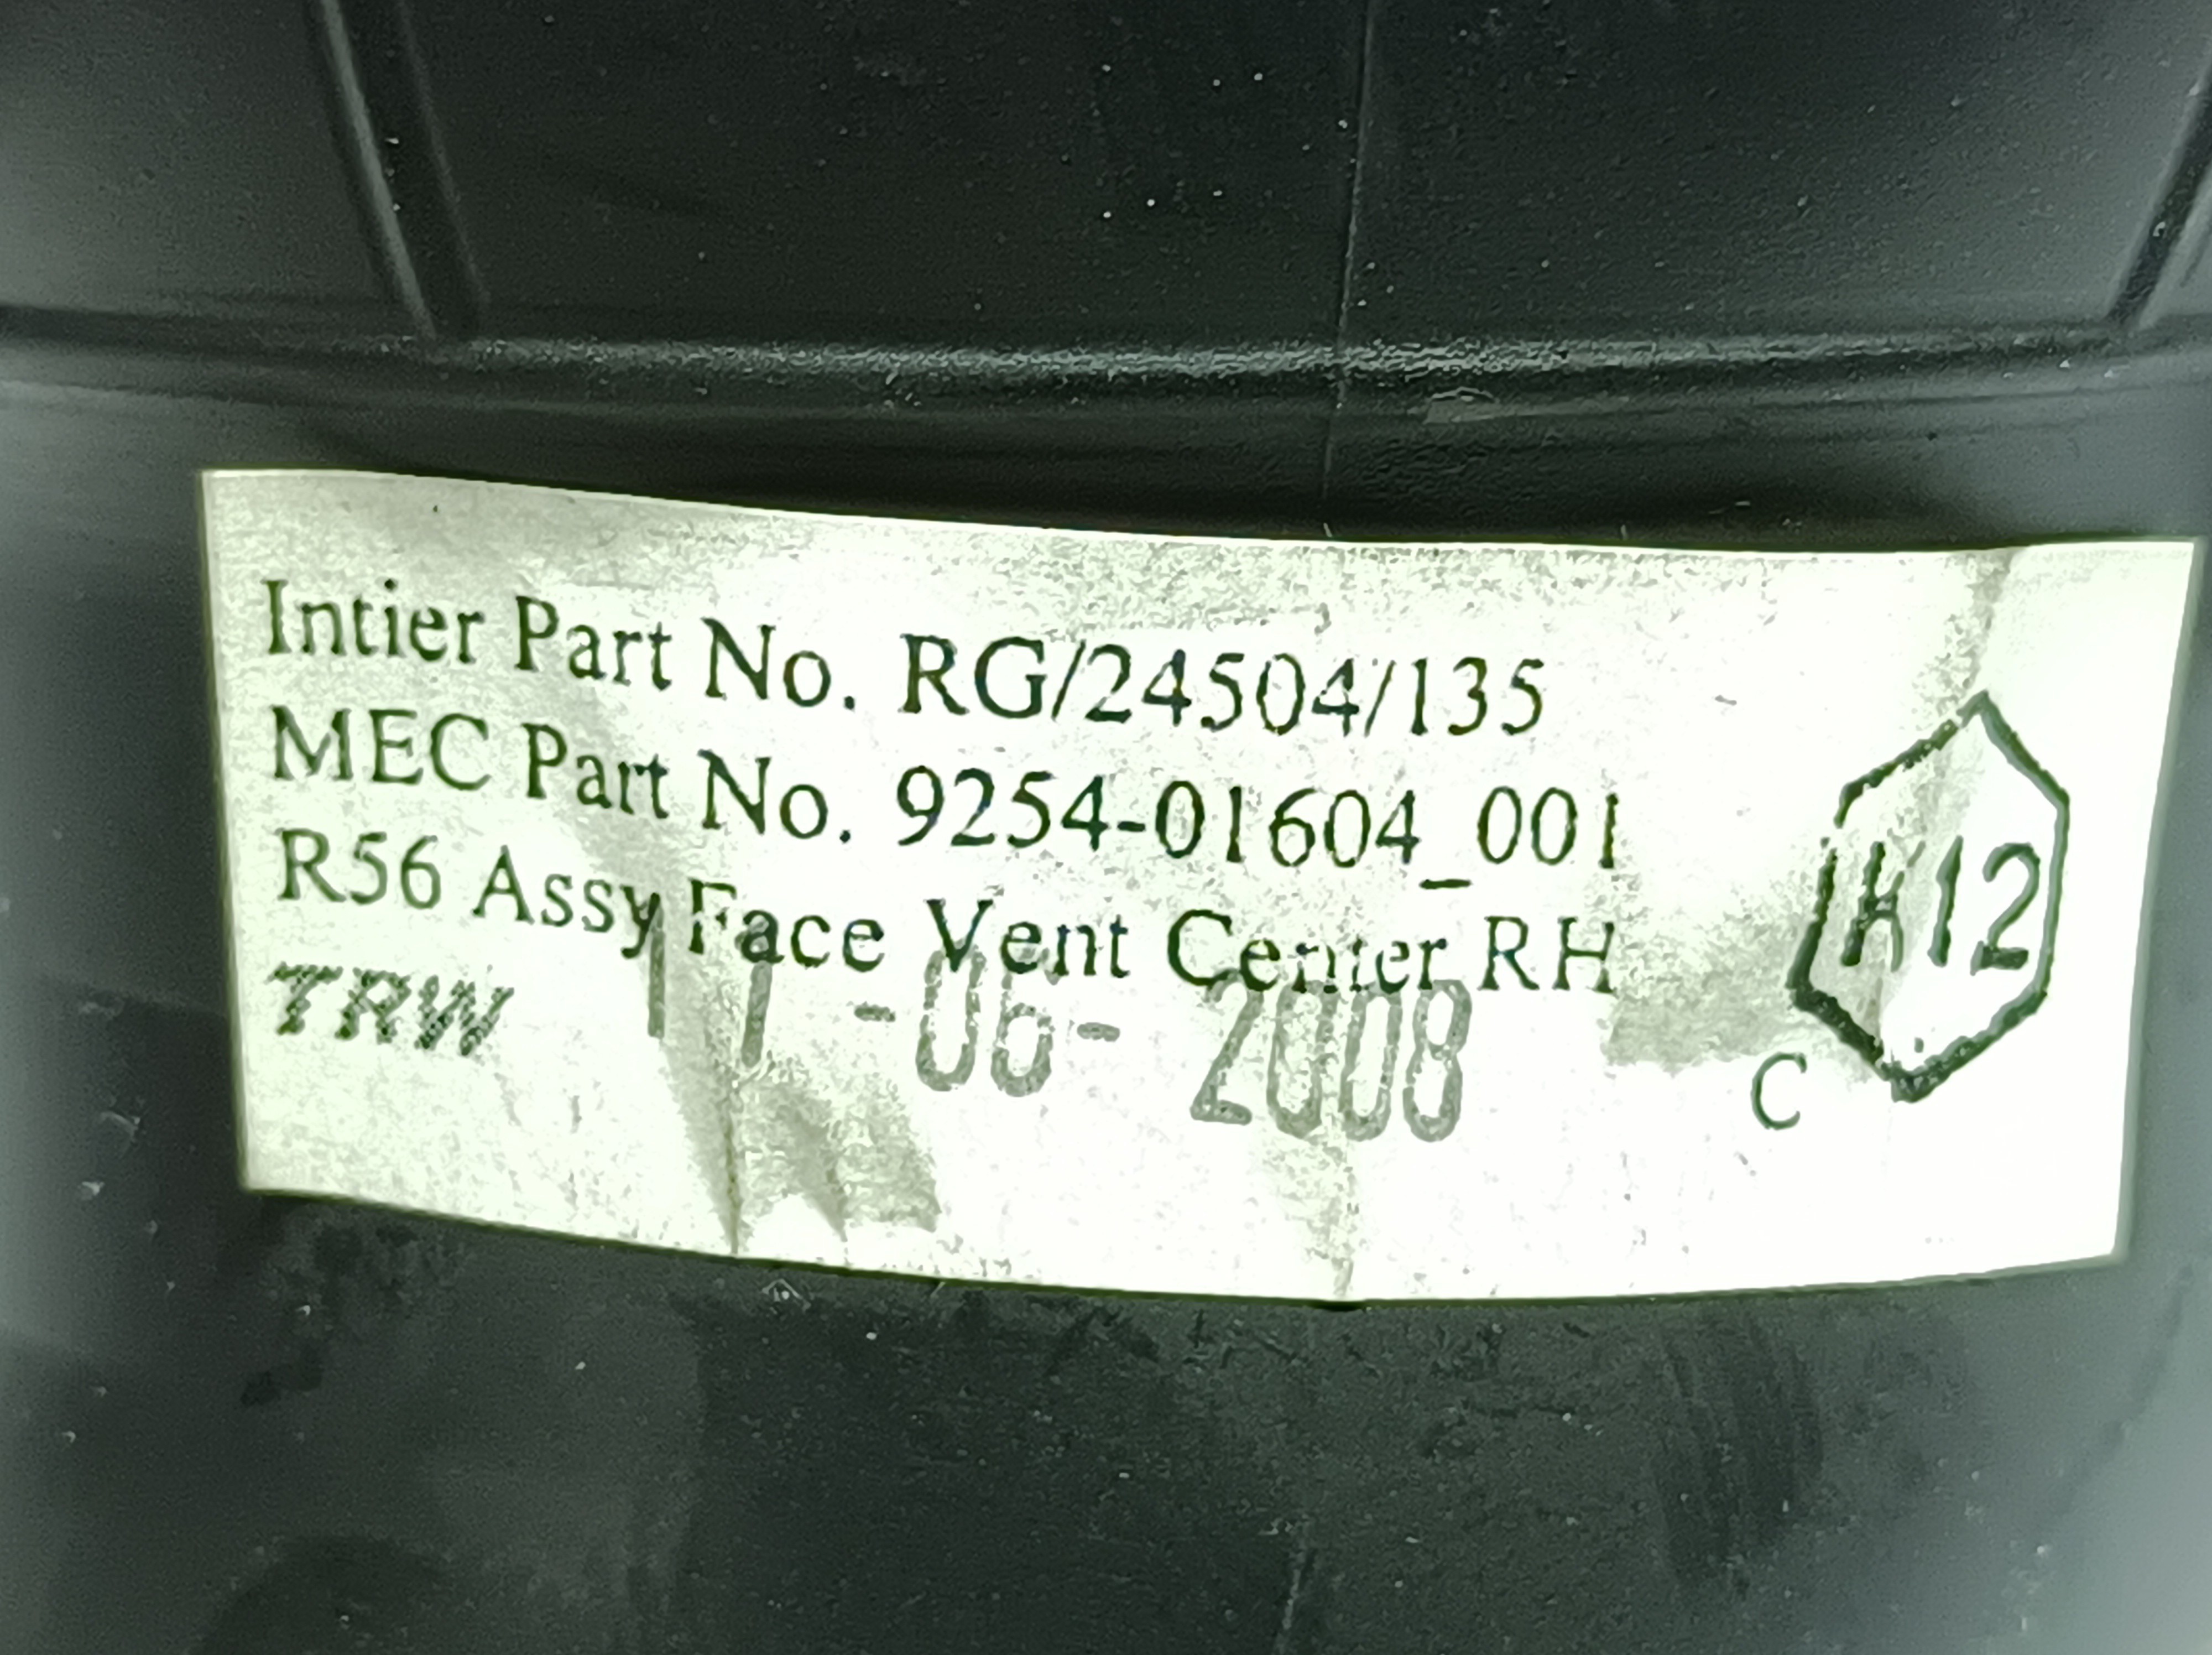 Intier Part No. RG/24504/135
MEC Part No. 9254-01604_001
R56 Assy Face Vent Center RH
TRW
-06- 2008
C